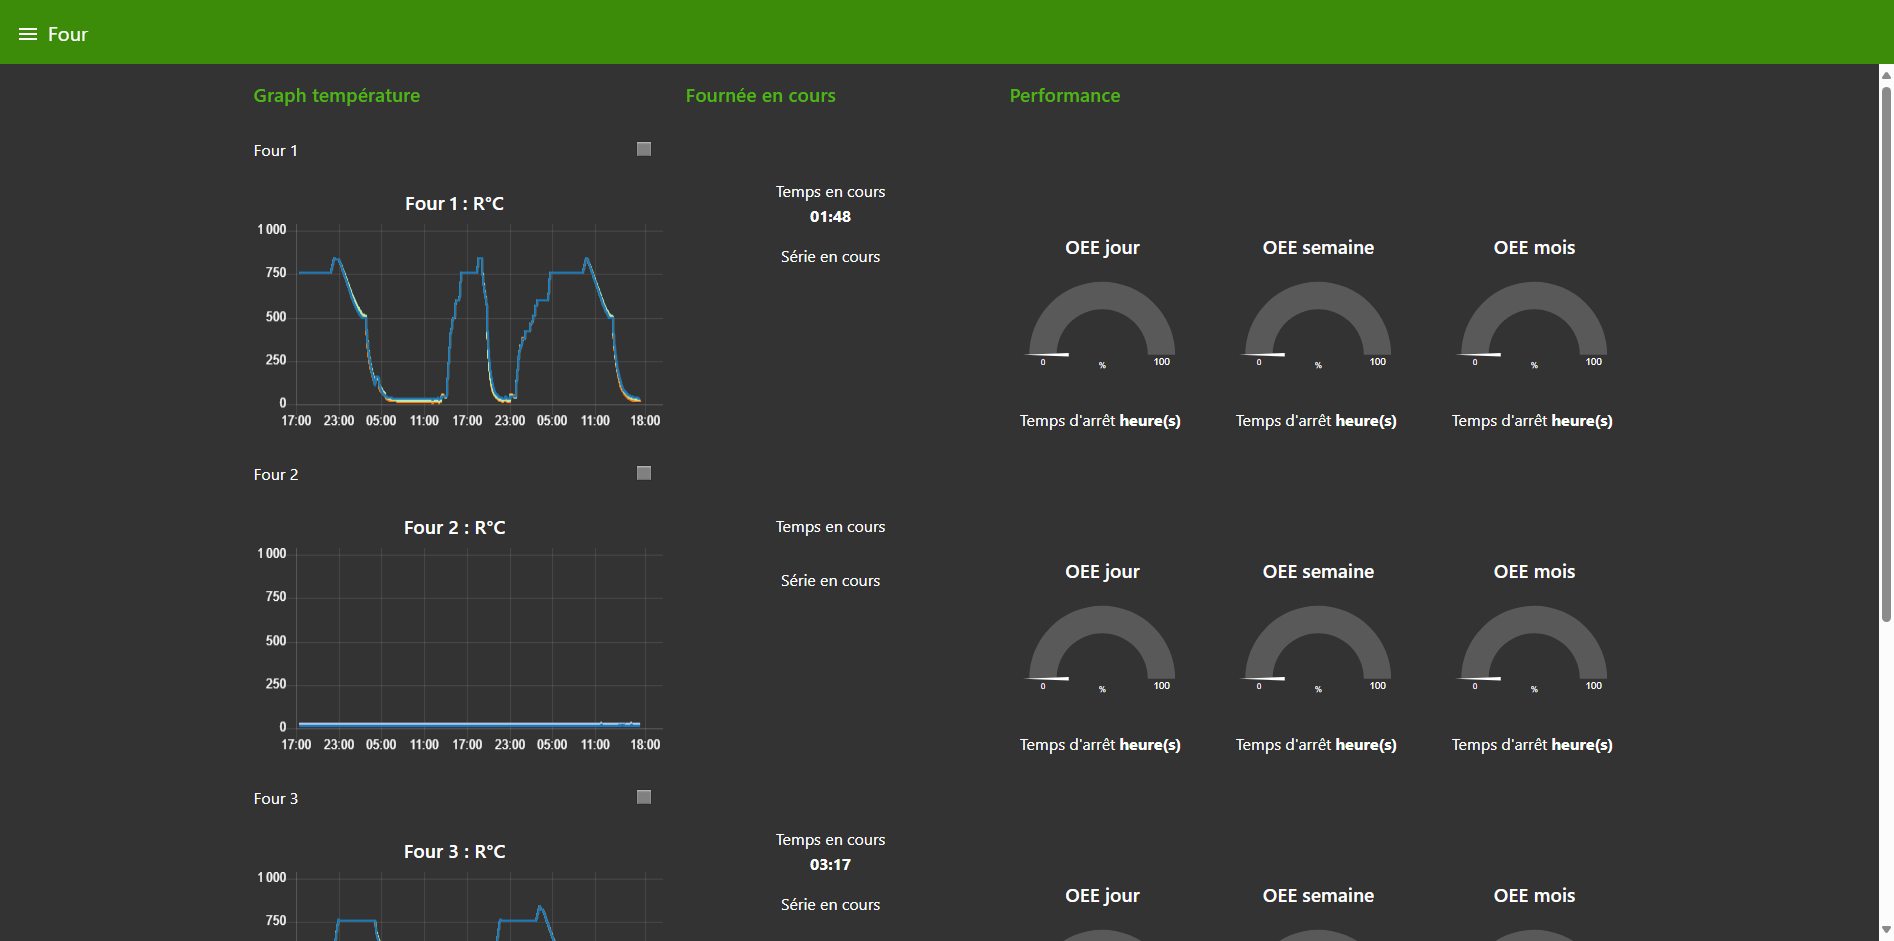 Four
Graph température
Fournée en cours
Performance
Four 1
Four 1 : R°C
1 000
750
500
250
0
17:00 23:00 05:00 11:00 17:00 23:00 05:00 11:00 18:00
Temps en cours
01:48
Série en cours
OEE jour
0 % 100
Temps d'arrêt heure(s)
OEE semaine
0 % 100
Temps d'arrêt heure(s)
OEE mois
0 % 100
Temps d'arrêt heure(s)
Four 2
Four 2 : R°C
1 000
750
500
250
0
17:00 23:00 05:00 11:00 17:00 23:00 05:00 11:00 18:00
Temps en cours
Série en cours
OEE jour
0 % 100
Temps d'arrêt heure(s)
OEE semaine
0 % 100
Temps d'arrêt heure(s)
OEE mois
0 % 100
Temps d'arrêt heure(s)
Four 3
Four 3 : R°C
1 000
750
Temps en cours
03:17
Série en cours
OEE jour
OEE semaine
OEE mois